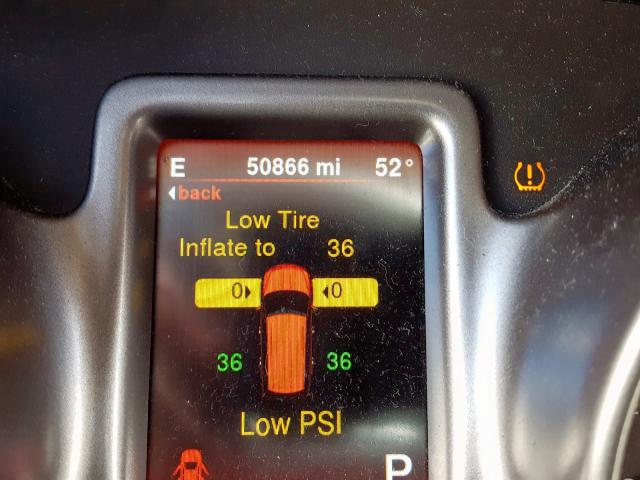 E 50866 mi 52°
back
Low Tire
Inflate to 36
0 0
36 36
Low PSI
P